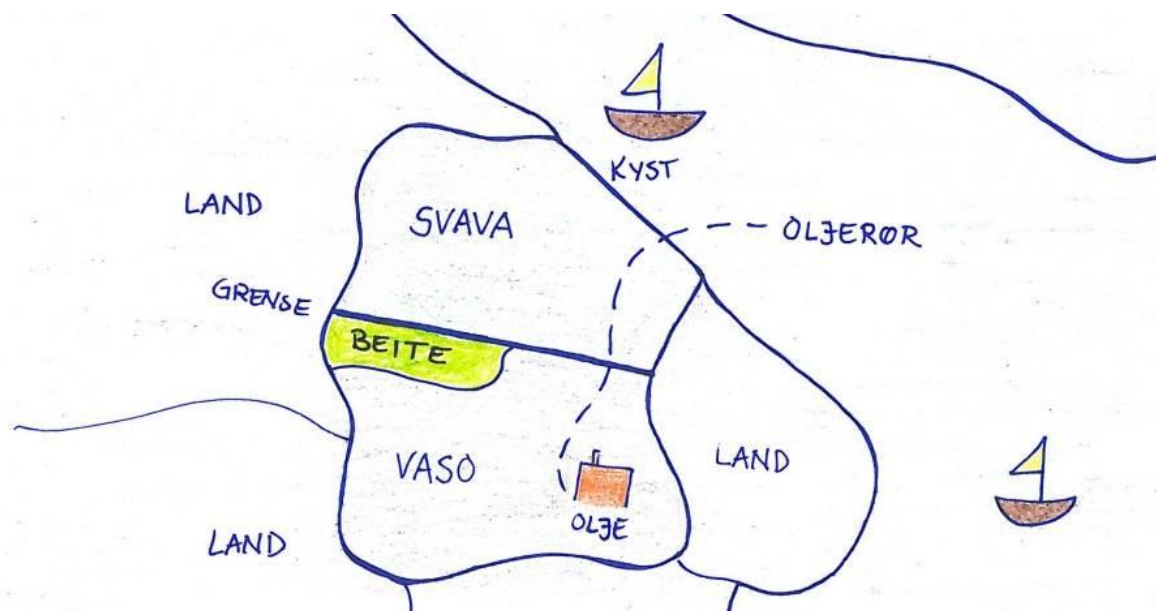 KYST
LAND
SVAVA
OLJERØR
GRENSE
BEITE
VASO
LAND
OLJE
LAND